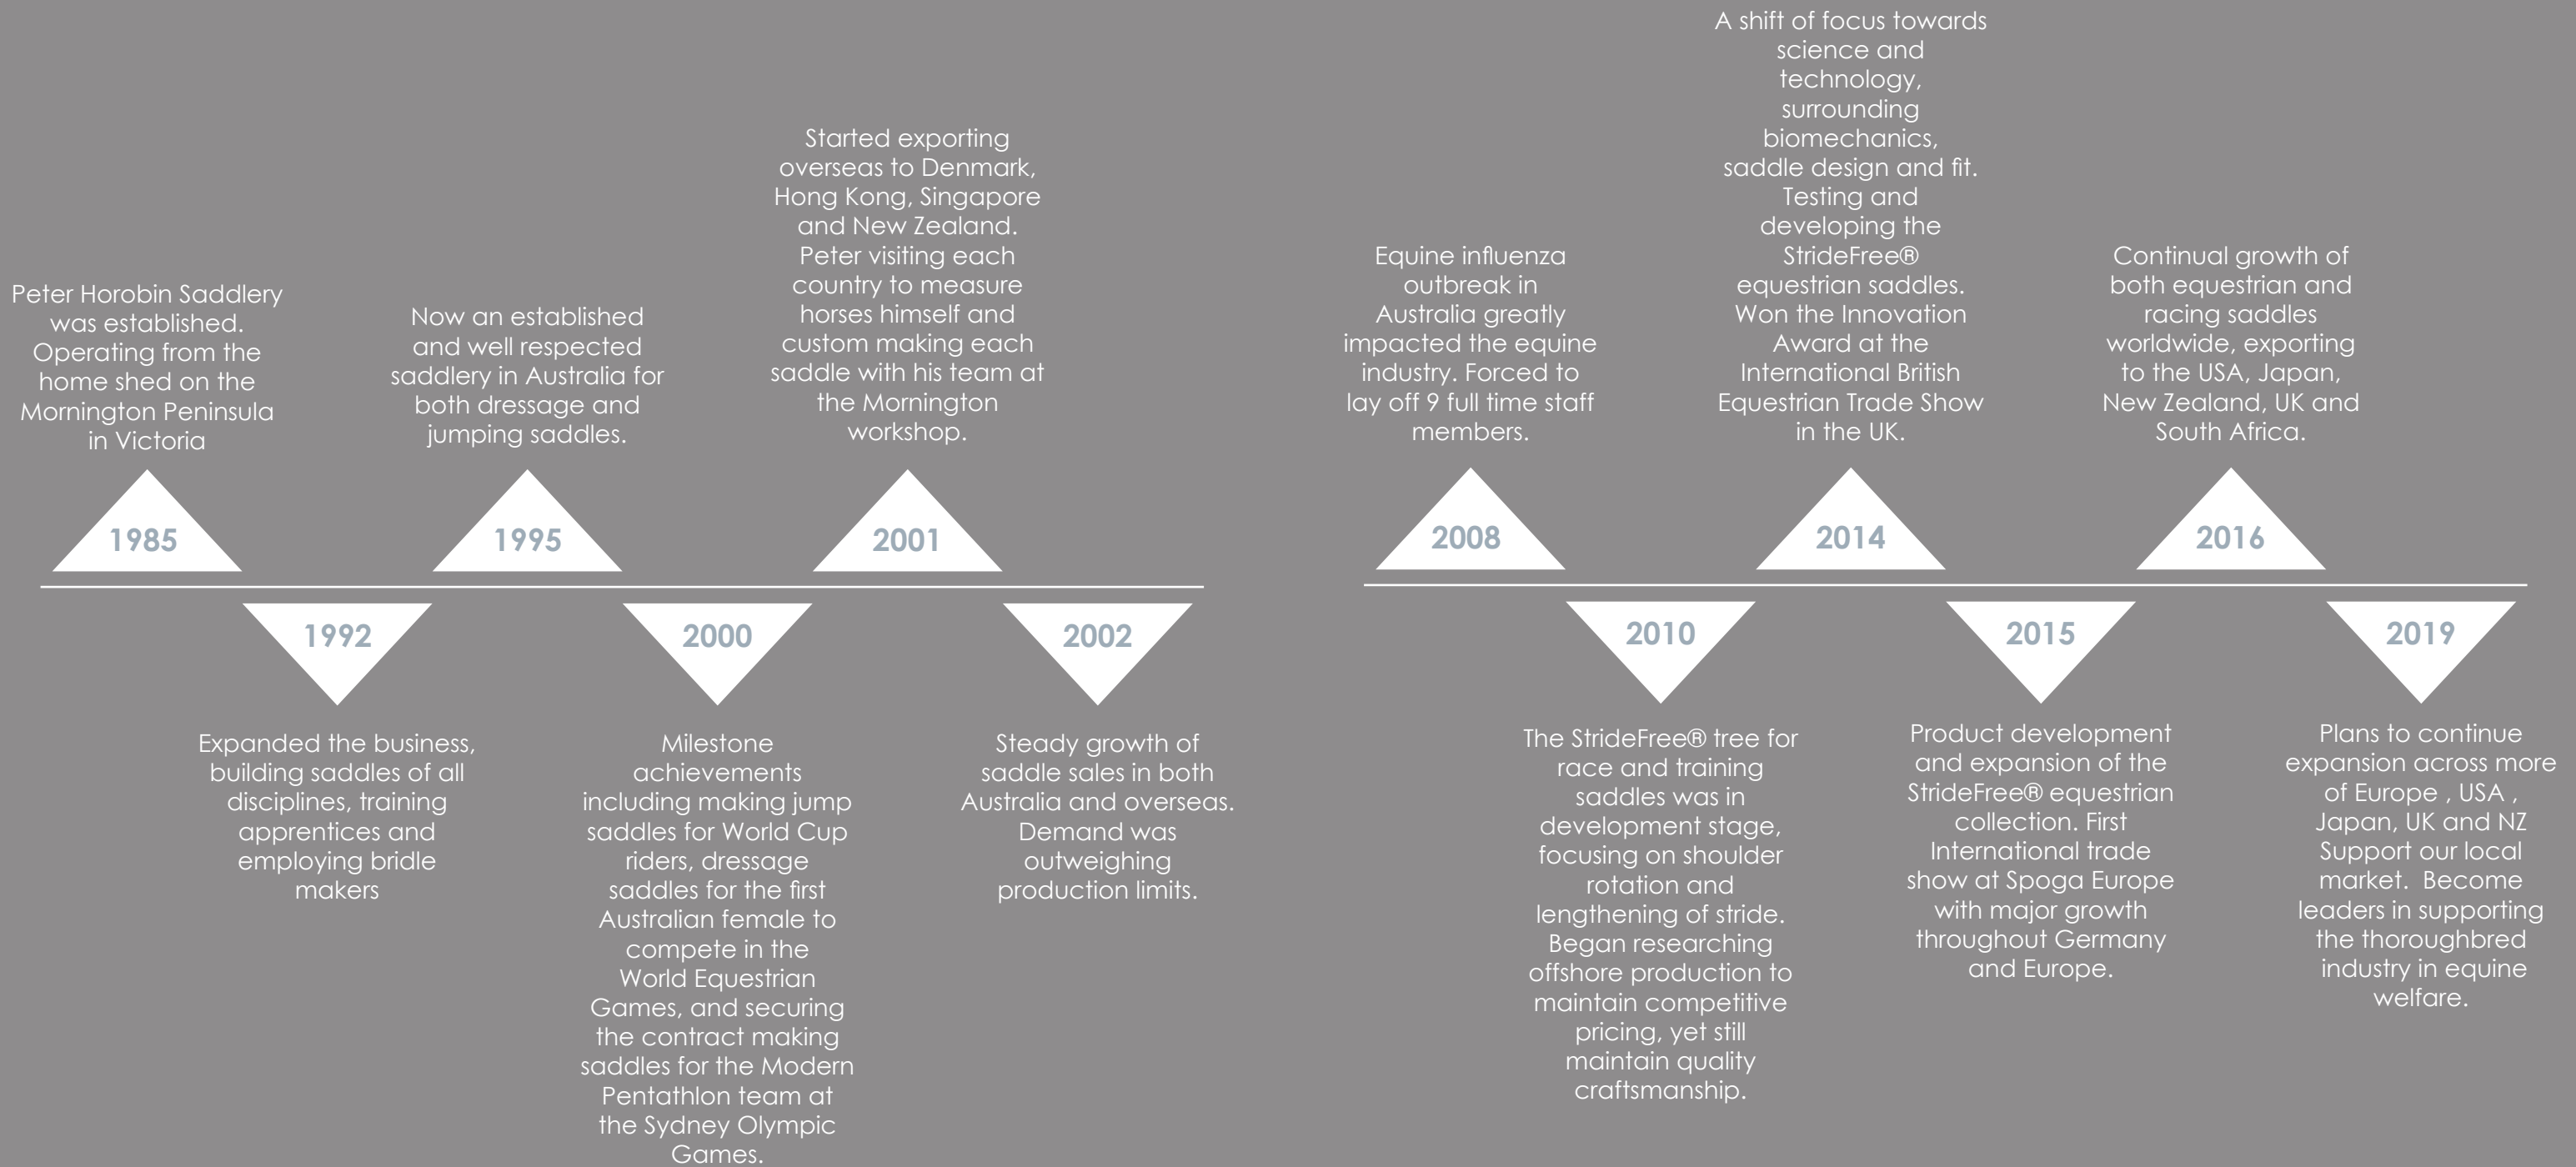 Peter Horobin Saddlery
was established.
Operating from the
home shed on the
Mornington Peninsula
in Victoria
1985
1992
Expanded the business,
building saddles of all
disciplines, training
apprentices and
employing bridle
makers
Now an established
and well respected
saddlery in Australia for
both dressage and
jumping saddles.
1995
2000
Milestone
achievements
including making jump
saddles for World Cup
riders, dressage
saddles for the first
Australian female to
compete in the
World Equestrian
Games, and securing
the contract making
saddles for the Modern
Pentathlon team at
the Sydney Olympic
Games.
Started exporting
overseas to Denmark,
Hong Kong, Singapore
and New Zealand.
Peter visiting each
country to measure
horses himself and
custom making each
saddle with his team at
the Mornington
workshop.
2001
2002
Steady growth of
saddle sales in both
Australia and overseas.
Demand was
outweighing
production limits.
Equine influenza
outbreak in
Australia greatly
impacted the equine
industry. Forced to
lay off 9 full time staff
members.
2008
2010
The StrideFree® tree for
race and training
saddles was in
development stage,
focusing on shoulder
rotation and
lengthening of stride.
Began researching
offshore production to
maintain competitive
pricing, yet still
maintain quality
craftsmanship.
A shift of focus towards
science and
technology,
surrounding
biomechanics,
saddle design and fit.
Testing and
developing the
StrideFree®
equestrian saddles.
Won the Innovation
Award at the
International British
Equestrian Trade Show
in the UK.
2014
2015
Product development
and expansion of the
StrideFree® equestrian
collection. First
International trade
show at Spoga Europe
with major growth
throughout Germany
and Europe.
Continual growth of
both equestrian and
racing saddles
worldwide, exporting
to the USA, Japan,
New Zealand, UK and
South Africa.
2016
2019
Plans to continue
expansion across more
of Europe , USA ,
Japan, UK and NZ
Support our local
market.  Become
leaders in supporting
the thoroughbred
industry in equine
welfare.